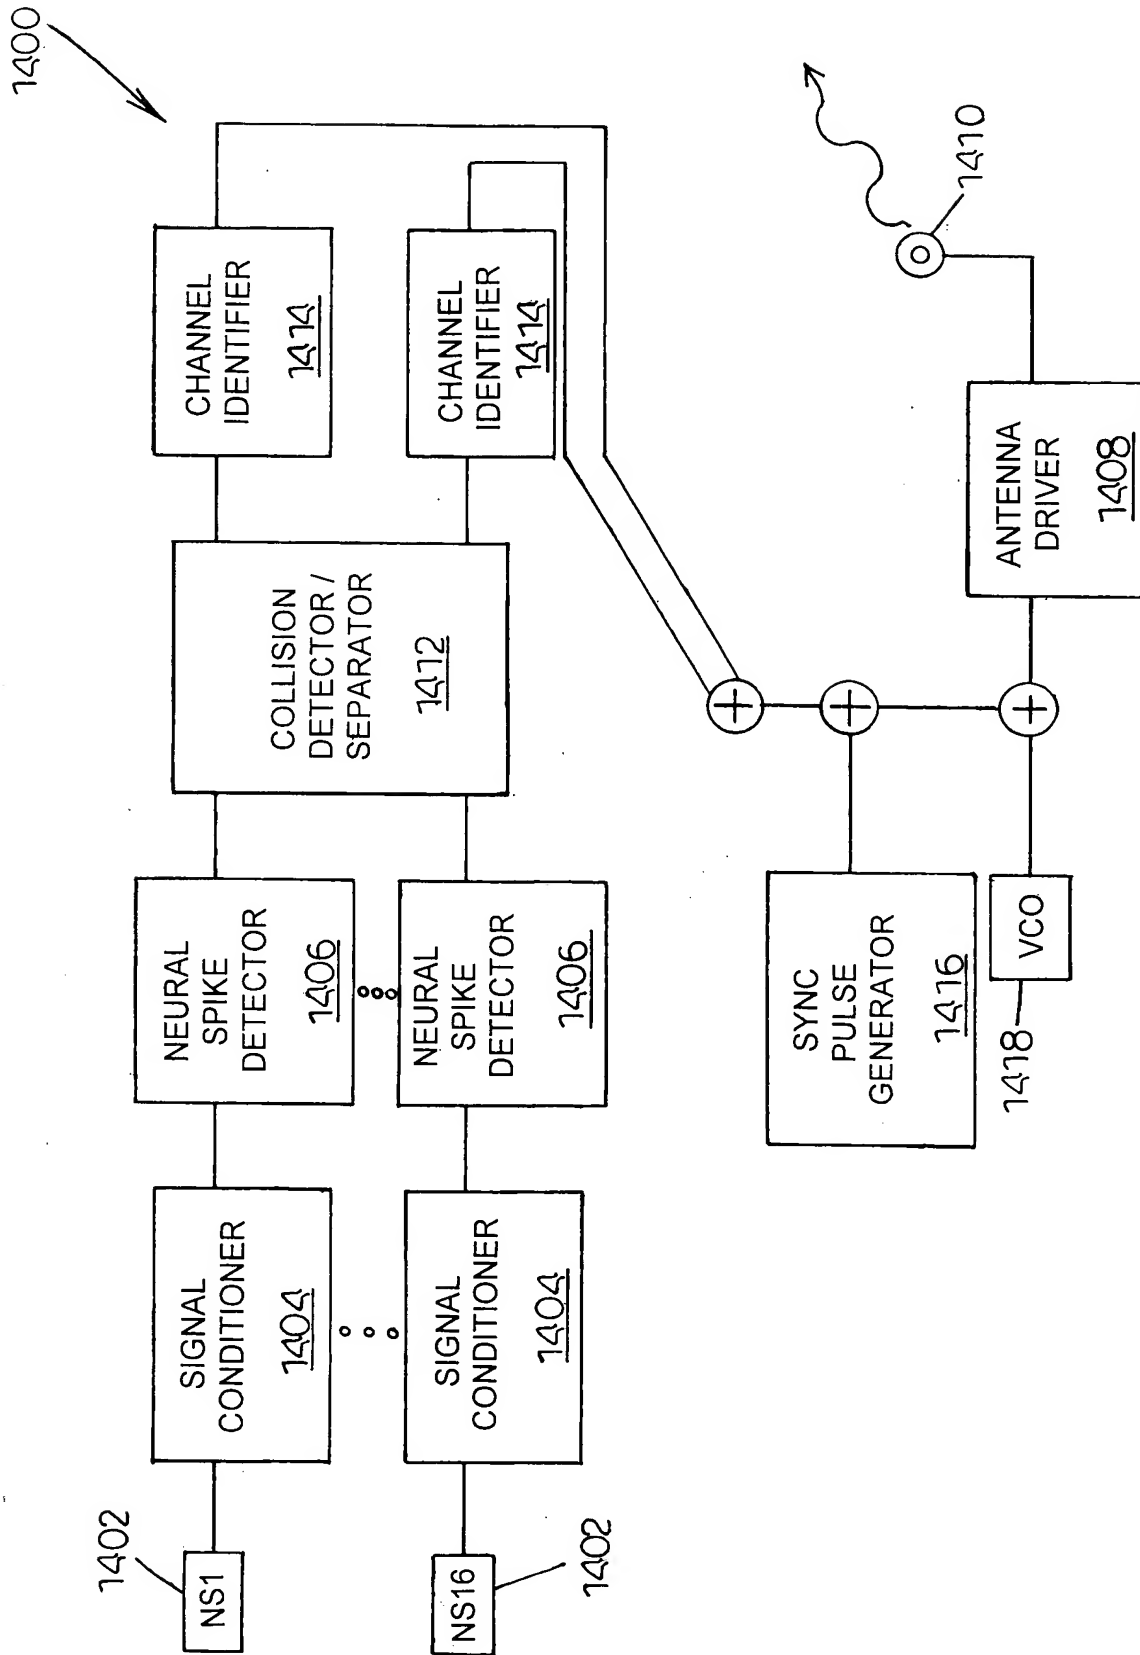 1400
1402
NS1
SIGNAL
CONDITIONER
1404
NEURAL
SPIKE
DETECTOR
1406
COLLISION
DETECTOR/
SEPARATOR
1412
CHANNEL
IDENTIFIER
1414
NS16
1402
SIGNAL
CONDITIONER
1404
NEURAL
SPIKE
DETECTOR
1406
CHANNEL
IDENTIFIER
1414
SYNC
PULSE
GENERATOR
1416
1418
VCO
ANTENNA
DRIVER
1408
1410